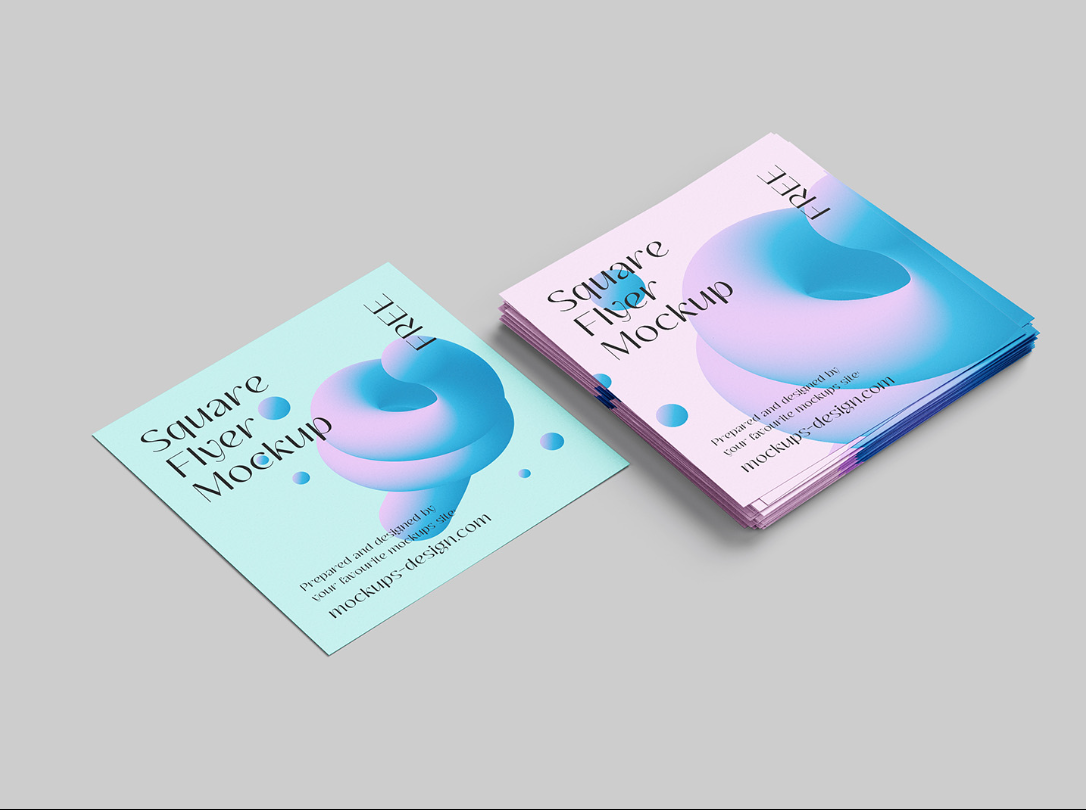 FREE
Square
Flyer
Mockup
Prepared and designed by
your favourite mockups site
mockups-design.com
FREE
Square
Flyer
Mockup
Prepared and designed by
your favourite mockups site
mockups-design.com